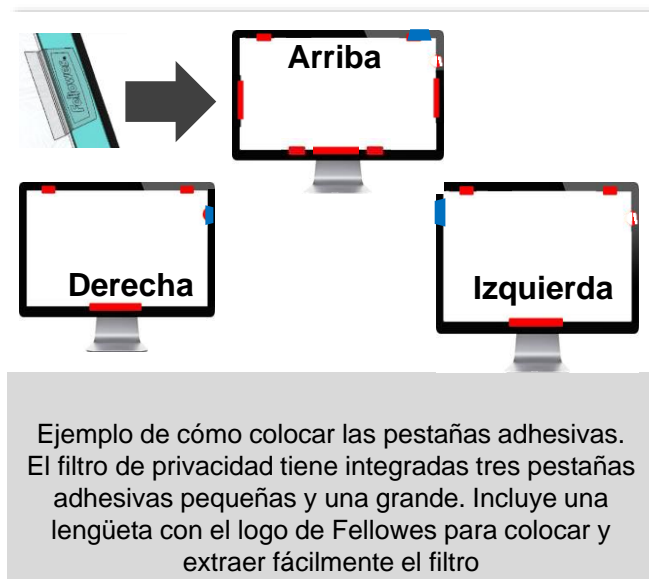 Fellowes.
Arriba
Derecha
Izquierda
Ejemplo de cómo colocar las pestañas adhesivas.
El filtro de privacidad tiene integradas tres pestañas
adhesivas pequeñas y una grande. Incluye una
lengüeta con el logo de Fellowes para colocar y
extraer fácilmente el filtro